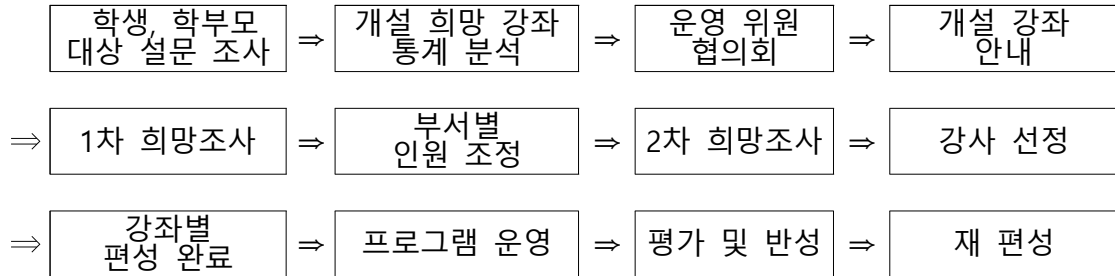 학생, 학부모
대상 설문 조사
⇒
개설 희망 강좌
통계 분석
⇒
운영 위원
협의회
⇒
개설 강좌
안내
⇒
1차 희망조사
⇒
부서별
인원 조정
⇒
2차 희망조사
⇒
강사 선정
⇒
강좌별
편성 완료
⇒
프로그램 운영
⇒
평가 및 반성
⇒
재 편성